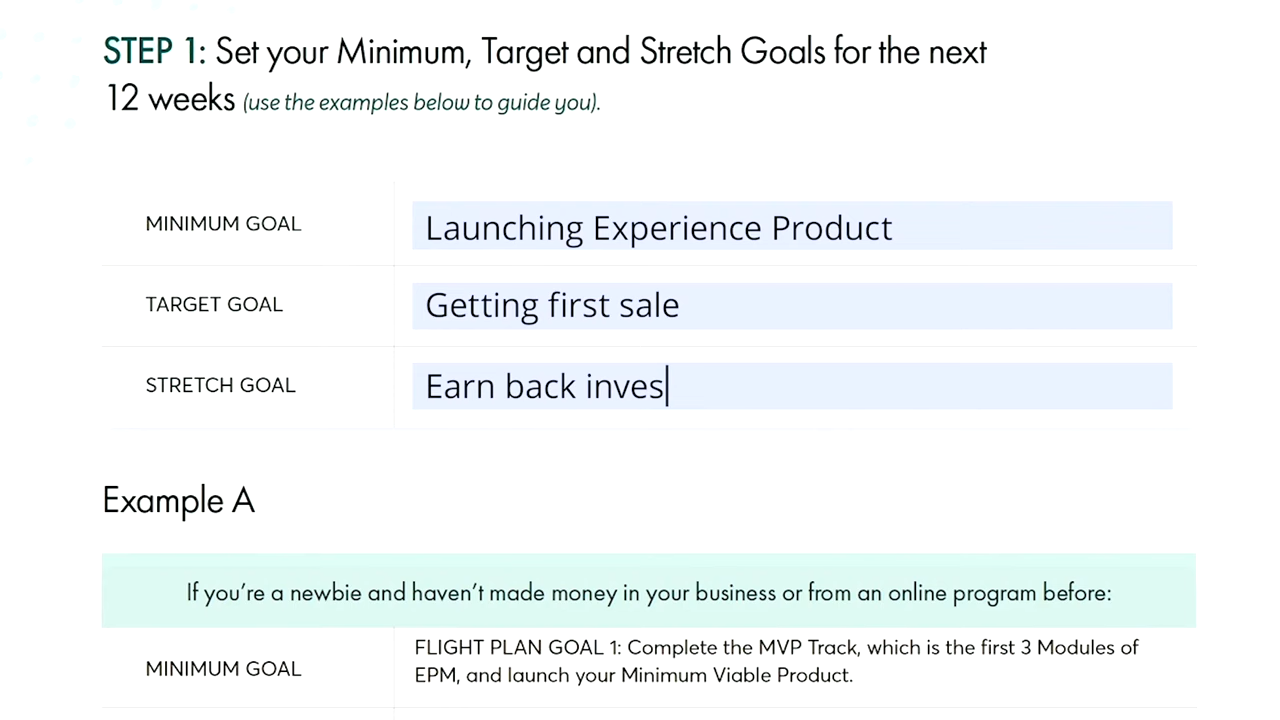 STEP 1: Set your Minimum, Target and Stretch Goals for the next
12 weeks (use the examples below to guide you).
MINIMUM GOAL Launching Experience Product
TARGET GOAL Getting first sale
STRETCH GOAL Earn back inves
Example A
If you’re a newbie and haven’t made money in your business or from an online program before:
FLIGHT PLAN GOAL 1: Complete the MVP Track, which is the first 3 Modules of
MINIMUM GOAL
EPM, and launch your Minimum Viable Product.